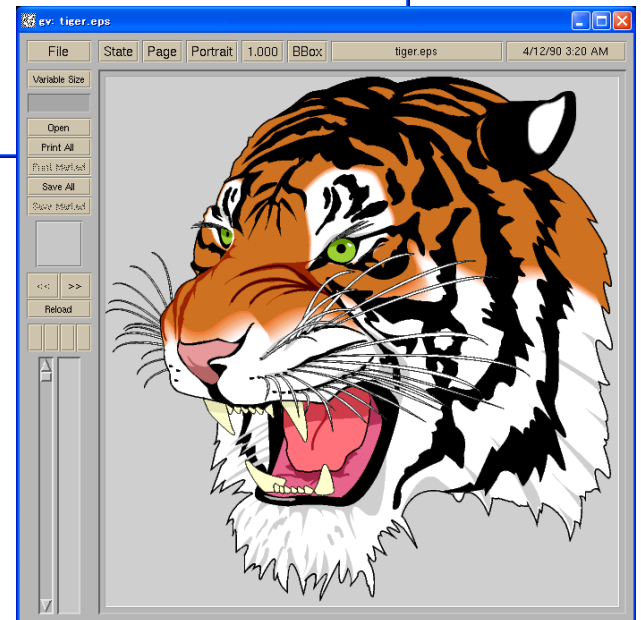 gv: tiger.eps
File State Page Portrait 1.000 BBox tiger.eps 4/12/90 3:20 AM
Variable Size
Open
Print All
Print Marked
Save All
Save Marked
<< >>
Reload